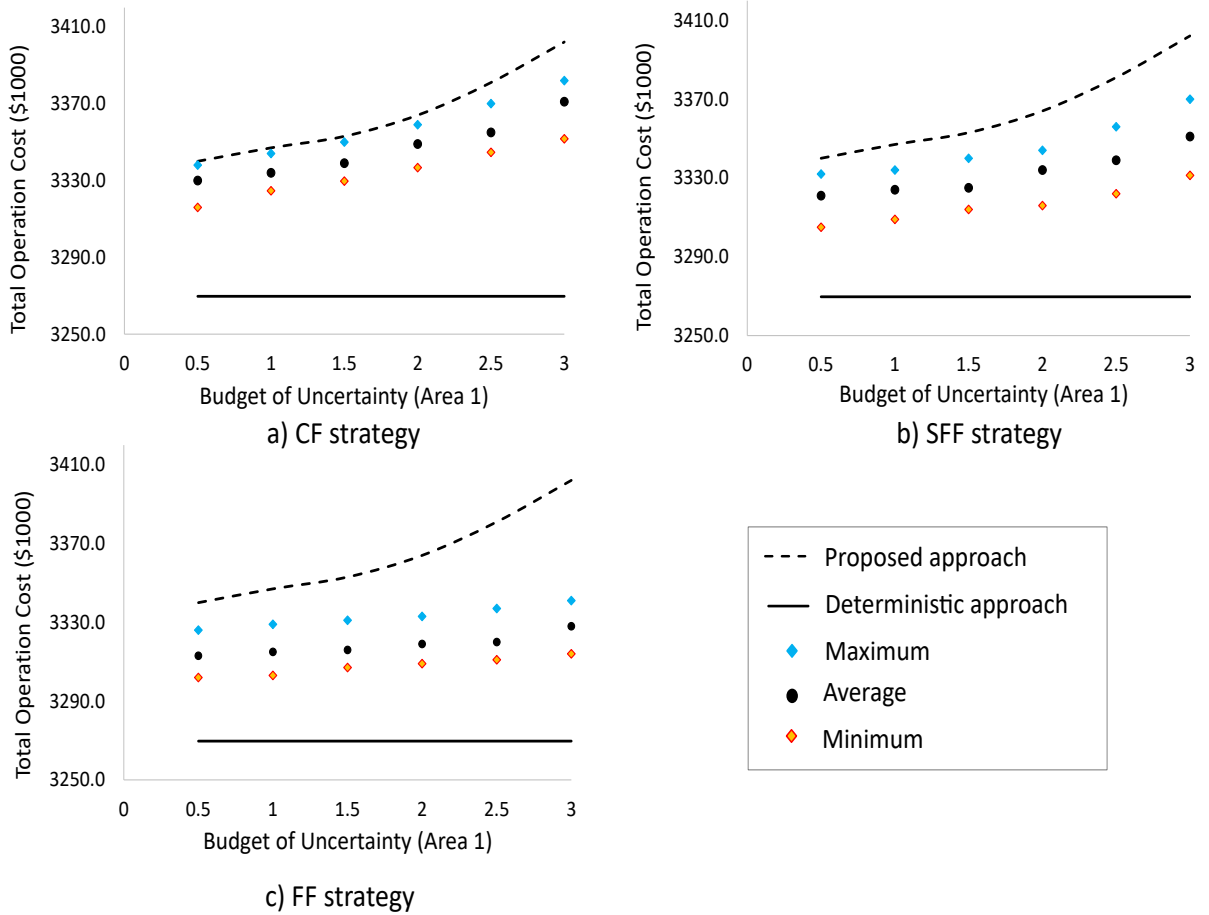 Total Operation Cost ($1000)
3410.0
3370.0
3330.0
3290.0
3250.0
0 0.5 1 1.5 2 2.5 3
Budget of Uncertainty (Area 1)
a) CF strategy
Total Operation Cost ($1000)
3410.0
3370.0
3330.0
3290.0
3250.0
0 0.5 1 1.5 2 2.5 3
Budget of Uncertainty (Area 1)
b) SFF strategy
Total Operation Cost ($1000)
3410.0
3370.0
3330.0
3290.0
3250.0
0 0.5 1 1.5 2 2.5 3
Budget of Uncertainty (Area 1)
c) FF strategy
Proposed approach
Deterministic approach
Maximum
Average
Minimum